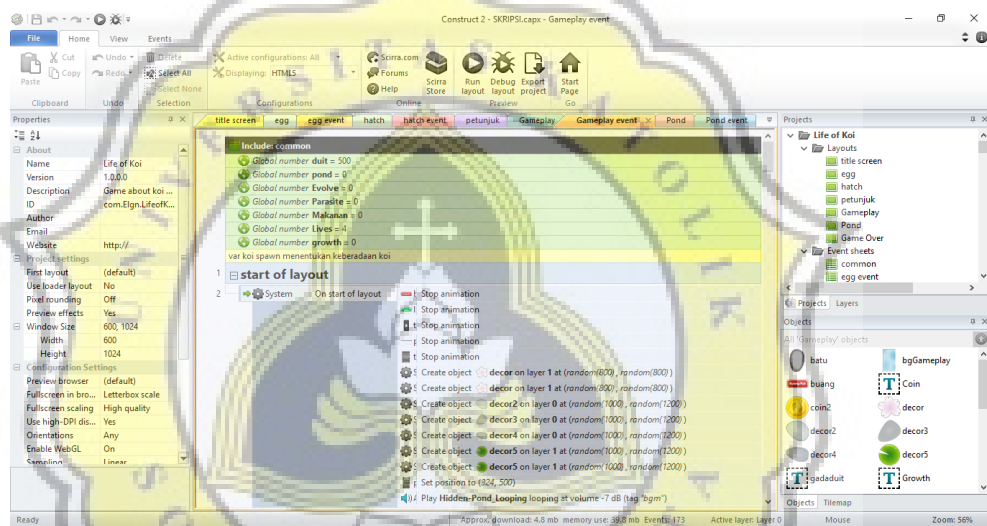 Construct 2 - SKRIPSI.capx - Gameplay event
File Home View Events
Paste
Cut
Copy
Clipboard
Undo
Redo
Undo
Delete
Select All
Select None
Selection
Active configurations: All
Displaying: HTML5
Configurations
Scirra.com
Forums
Help
Scirra Store
Online
Run layout
Debug layout
Export project
Preview
Start Page
Go
Properties
About
Name Life of Koi
Version 1.0.0.0
Description Game about koi ...
ID com.Elgn.LifeofK...
Author
Email
Website http://
Project settings
First layout (default)
Use loader layout No
Pixel rounding Off
Preview effects Yes
Window Size 600, 1024
Width 600
Height 1024
Configuration Settings
Preview browser (default)
Fullscreen in bro... Letterbox scale
Fullscreen scaling High quality
Use high-DPI dis... Yes
Orientations Any
Enable WebGL On
Sampling Linear
title screen egg egg event hatch hatch event petunjuk Gameplay Gameplay event Pond Pond event
Include: common
Global number duit = 500
Global number pond = 0
Global number Evolve = 0
Global number Parasite = 0
Global number Makanan = 0
Global number Lives = 4
Global number growth = 0
var koi spawn menentukan keberadaan koi
1 start of layout
2 System On start of layout
Stop animation
Stop animation
Stop animation
Stop animation
Stop animation
Create object decor on layer 1 at (random(800), random(800))
Create object decor on layer 1 at (random(800), random(800))
Create object decor2 on layer 0 at (random(1000), random(1200))
Create object decor3 on layer 0 at (random(1000), random(1200))
Create object decor4 on layer 0 at (random(1000), random(1200))
Create object decor5 on layer 1 at (random(1000), random(1200))
Create object decor5 on layer 1 at (random(1000), random(1200))
Set position to (324, 500)
Play Hidden-Pond_Looping looping at volume -7 dB (tag "bgm")
Projects
Life of Koi
Layouts
title screen
egg
hatch
petunjuk
Gameplay
Pond
Game Over
Event sheets
common
egg event
Projects Layers
Objects
All 'Gameplay' objects
batu bgGameplay
buang Coin
coin2 decor
decor2 decor3
decor4 decor5
gadaduit Growth
Objects Tilemap
Ready Approx. download: 4.8 mb memory use: 39.8 mb Events: 173 Active layer: Layer 0 Mouse Zoom: 56%